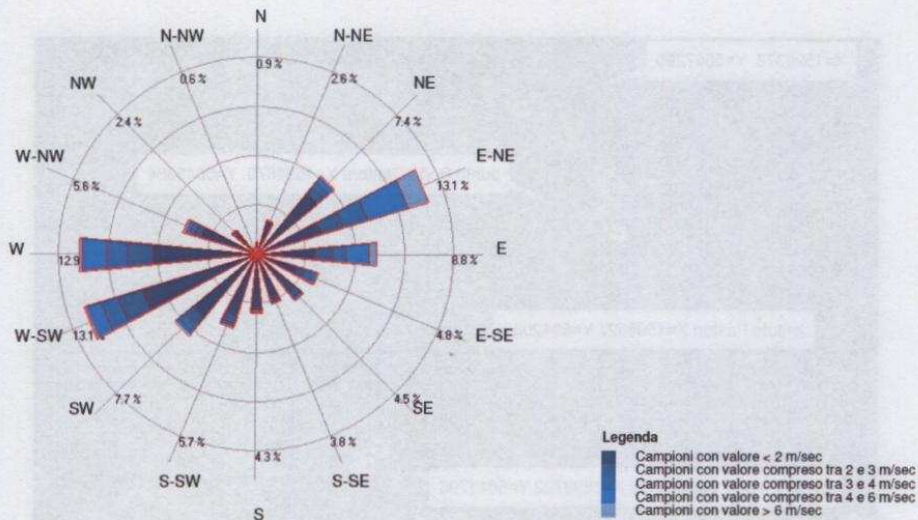 N
N-NW
N-NE
0.9 %
0.6 %
2.6 %
NW
NE
2.4 %
7.4 %
W-NW
E-NE
5.6 %
13.1 %
W
E
12.9
8.8 %
W-SW
E-SE
13.1%
4.8 %
SW
SE
7.7 %
4.5 %
5.7 %
3.8 %
4.3 %
S-SW
S-SE
S
Legenda
Campioni con valore < 2 m/sec
Campioni con valore compreso tra 2 e 3 m/sec
Campioni con valore compreso tra 3 e 4 m/sec
Campioni con valore compreso tra 4 e 6 m/sec
Campioni con valore > 6 m/sec